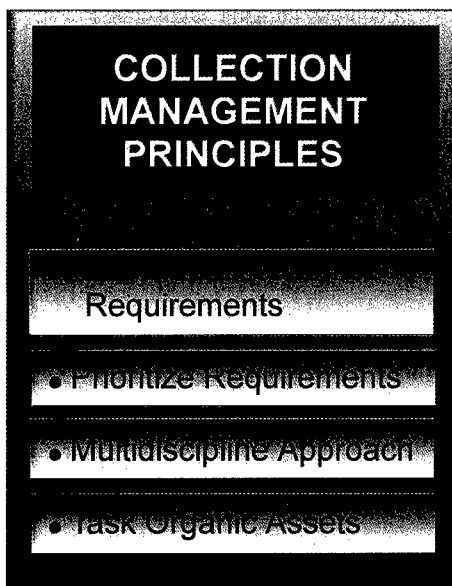 COLLECTION
MANAGEMENT
PRINCIPLES
Requirements
• Prioritize Requirements
• Multidiscipline Approach
• Task Organic Assets